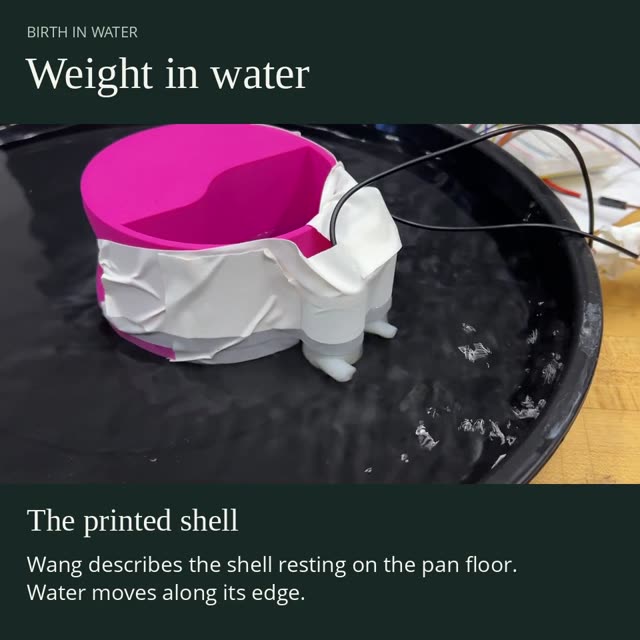 BIRTH IN WATER
Weight in water
The printed shell
Wang describes the shell resting on the pan floor.
Water moves along its edge.